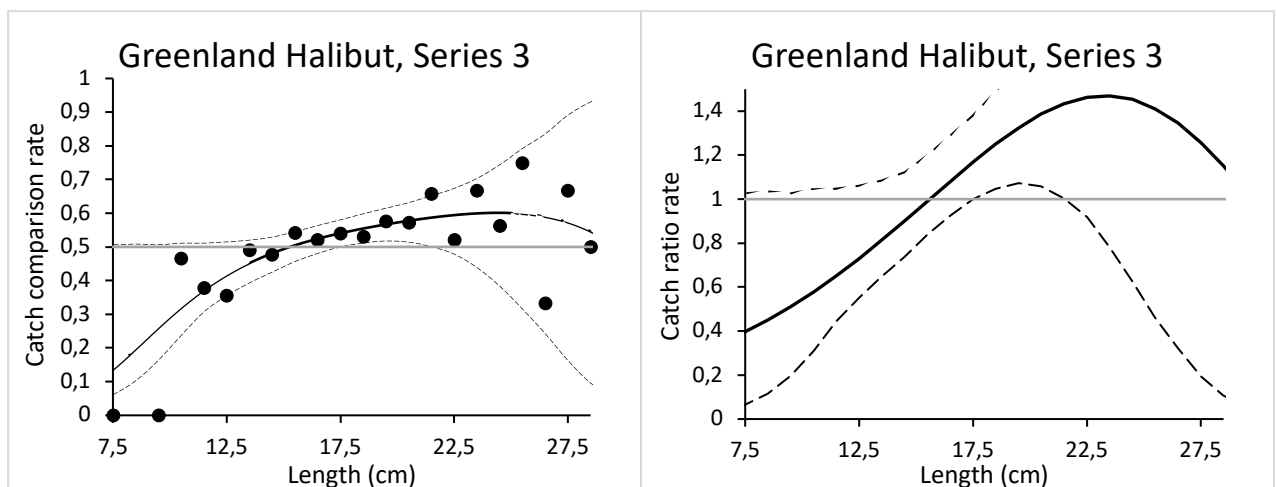 Greenland Halibut, Series 3
Catch comparison rate
1
0,9
0,8
0,7
0,6
0,5
0,4
0,3
0,2
0,1
0
7,5 12,5 17,5 22,5 27,5
Length (cm)
Greenland Halibut, Series 3
Catch ratio rate
1,4
1,2
1
0,8
0,6
0,4
0,2
0
7,5 12,5 17,5 22,5 27,5
Length (cm)